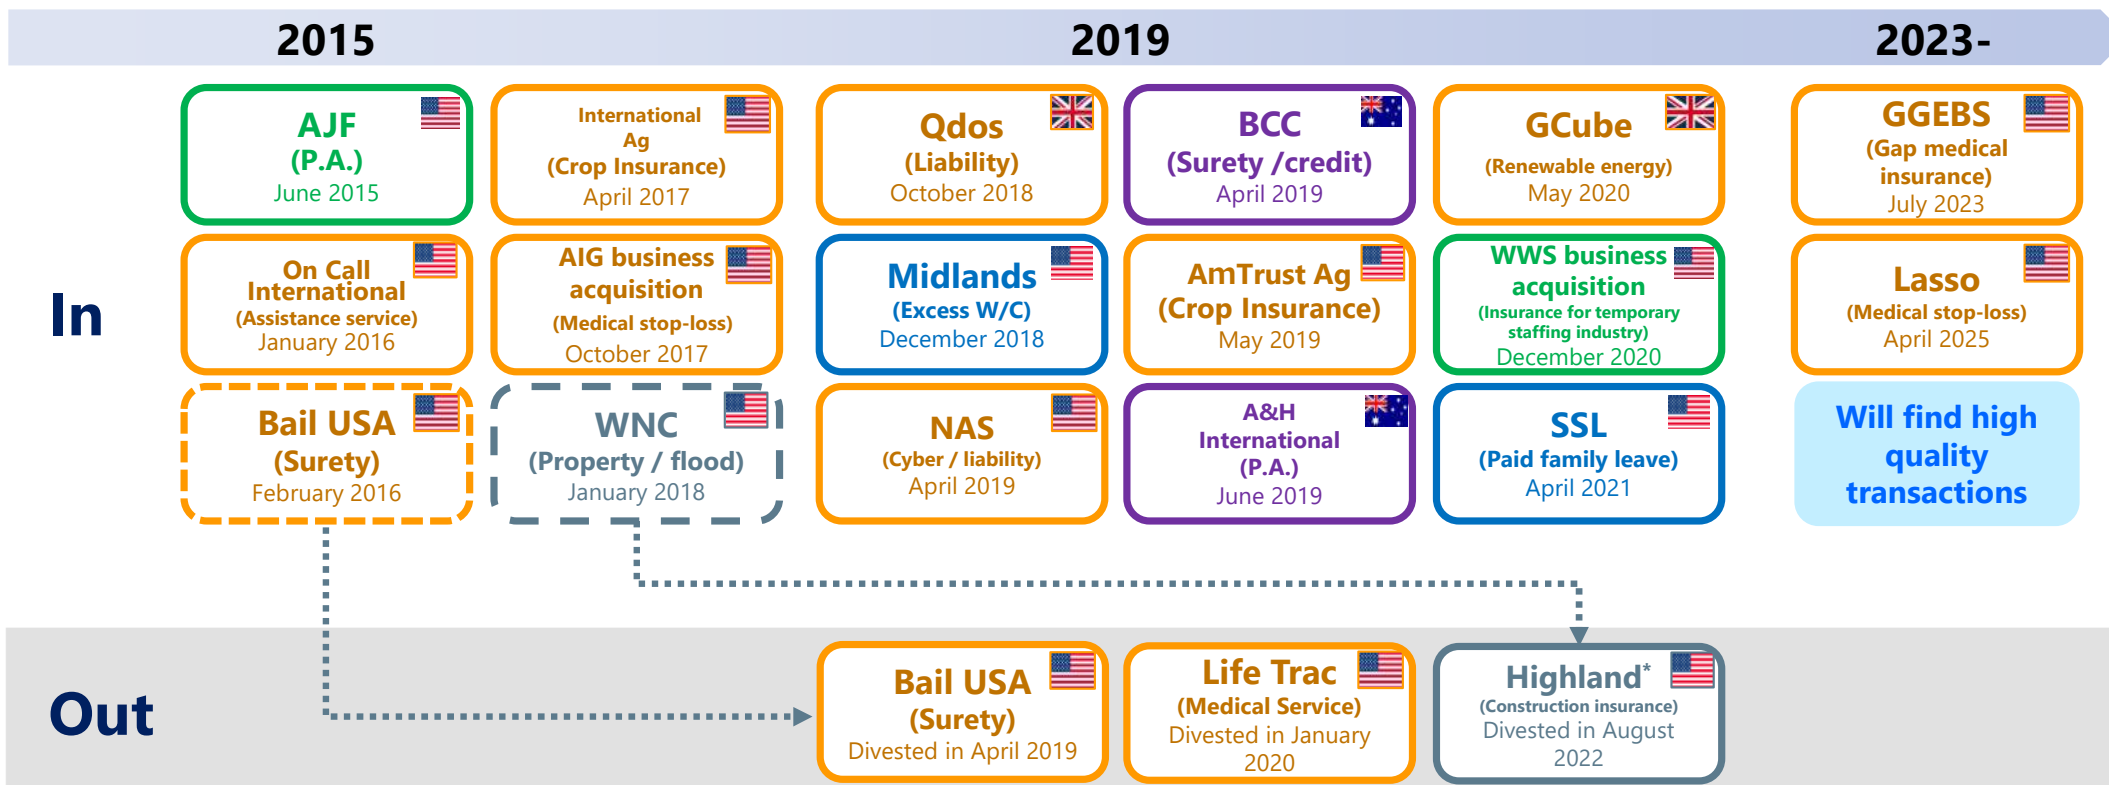 2015
2019
2023-
In
AJF
(P.A.)
June 2015
International
Ag
(Crop Insurance)
April 2017
Qdos
(Liability)
October 2018
BCC
(Surety /credit)
April 2019
GCube
(Renewable energy)
May 2020
GGEBS
(Gap medical
insurance)
July 2023
On Call
International
(Assistance service)
January 2016
AIG business
acquisition
(Medical stop-loss)
October 2017
Midlands
(Excess W/C)
December 2018
AmTrust Ag
(Crop Insurance)
May 2019
WWS business
acquisition
(Insurance for temporary
staffing industry)
December 2020
Lasso
(Medical stop-loss)
April 2025
Bail USA
(Surety)
February 2016
WNC
(Property / flood)
January 2018
NAS
(Cyber / liability)
April 2019
A&H
International
(P.A.)
June 2019
SSL
(Paid family leave)
April 2021
Will find high
quality
transactions
Out
Bail USA
(Surety)
Divested in April 2019
Life Trac
(Medical Service)
Divested in January
2020
Highland*
(Construction insurance)
Divested in August
2022